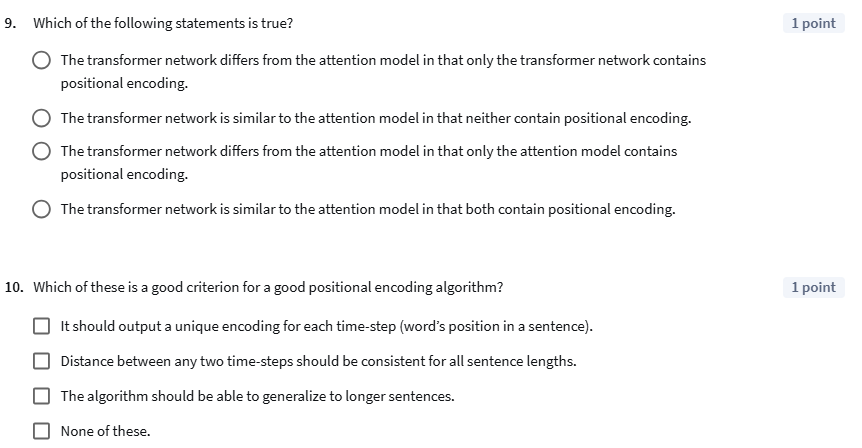 9. Which of the following statements is true? 1 point
The transformer network differs from the attention model in that only the transformer network contains
positional encoding.
The transformer network is similar to the attention model in that neither contain positional encoding.
The transformer network differs from the attention model in that only the attention model contains
positional encoding.
The transformer network is similar to the attention model in that both contain positional encoding.
10. Which of these is a good criterion for a good positional encoding algorithm? 1 point
It should output a unique encoding for each time-step (word’s position in a sentence).
Distance between any two time-steps should be consistent for all sentence lengths.
The algorithm should be able to generalize to longer sentences.
None of these.